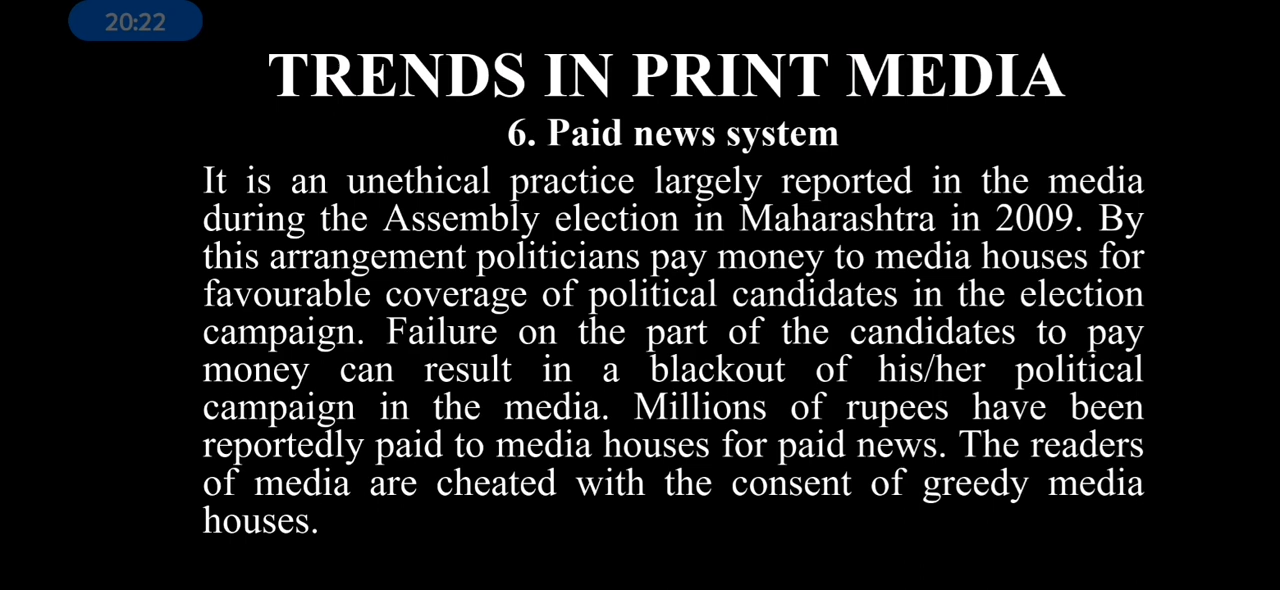 20:22
TRENDS IN PRINT MEDIA
6. Paid news system
It is an unethical practice largely reported in the media
during the Assembly election in Maharashtra in 2009. By
this arrangement politicians pay money to media houses for
favourable coverage of political candidates in the election
campaign. Failure on the part of the candidates to pay
money can result in a blackout of his/her political
campaign in the media. Millions of rupees have been
reportedly paid to media houses for paid news. The readers
of media are cheated with the consent of greedy media
houses.